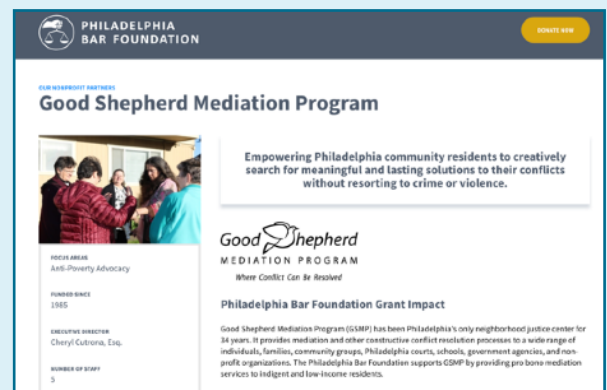 PHILADELPHIA
BAR FOUNDATION
DONATE NOW
OUR NONPROFIT PARTNERS
Good Shepherd Mediation Program
Empowering Philadelphia community residents to creatively
search for meaningful and lasting solutions to their conflicts
without resorting to crime or violence.
Good Shepherd
MEDIATION PROGRAM
Where Conflict Can Be Resolved
FOCUS AREAS
Anti-Poverty Advocacy
FUNDED SINCE
1985
EXECUTIVE DIRECTOR
Cheryl Cutrona, Esq.
NUMBER OF STAFF
5
Philadelphia Bar Foundation Grant Impact
Good Shepherd Mediation Program (GSMP) has been Philadelphia's only neighborhood justice center for
34 years. It provides mediation and other constructive conflict resolution processes to a wide range of
individuals, families, community groups, Philadelphia courts, schools, government agencies, and non-
profit organizations. The Philadelphia Bar Foundation supports GSMP by providing pro bono mediation
services to indigent and low-income residents.